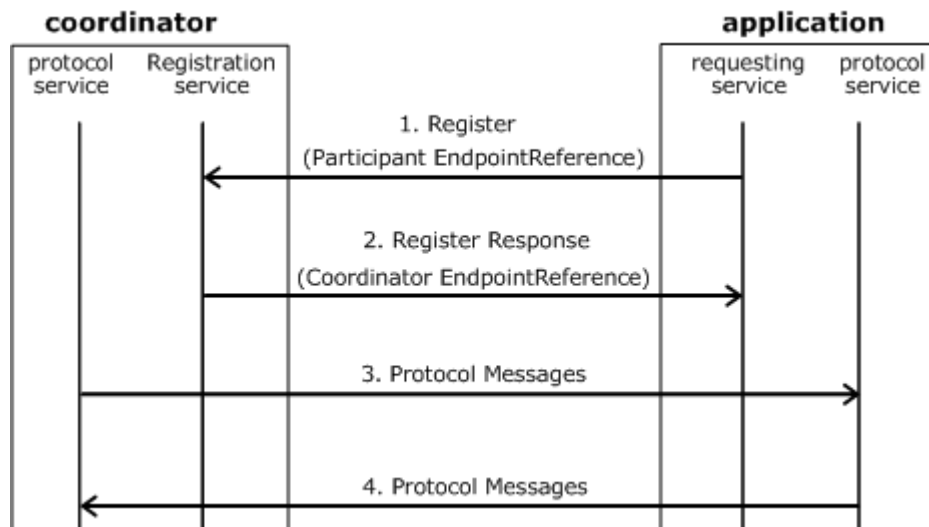 coordinator
application
protocol service
Registration service
requesting service
protocol service
1. Register
(Participant EndpointReference)
2. Register Response
(Coordinator EndpointReference)
3. Protocol Messages
4. Protocol Messages